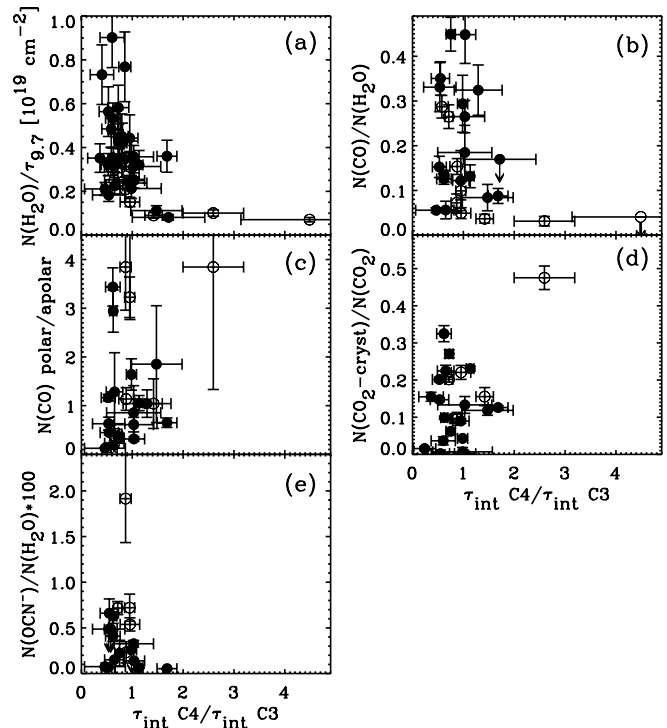 (a)
N(H₂O)/τ₉.₇ [10¹⁹ cm⁻²]
1.0
0.8
0.6
0.4
0.2
0
(b)
N(CO)/N(H₂O)
0.4
0.3
0.2
0.1
0.0
(c)
N(CO) polar/apolar
4
3
2
1
0
(d)
N(CO₂-cryst)/N(CO₂)
0.5
0.4
0.3
0.2
0.1
0.0
0 1 2 3 4
τint C4/τint C3
(e)
N(OCN⁻)/N(H₂O)*100
2.0
1.5
1.0
0.5
0.0
0 1 2 3 4
τint C4/τint C3